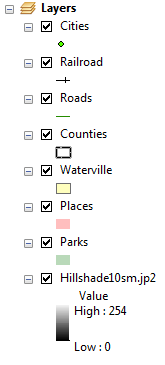 Layers
Cities
Railroad
Roads
Counties
Waterville
Places
Parks
Hillshade10sm.jp2
Value
High : 254
Low : 0